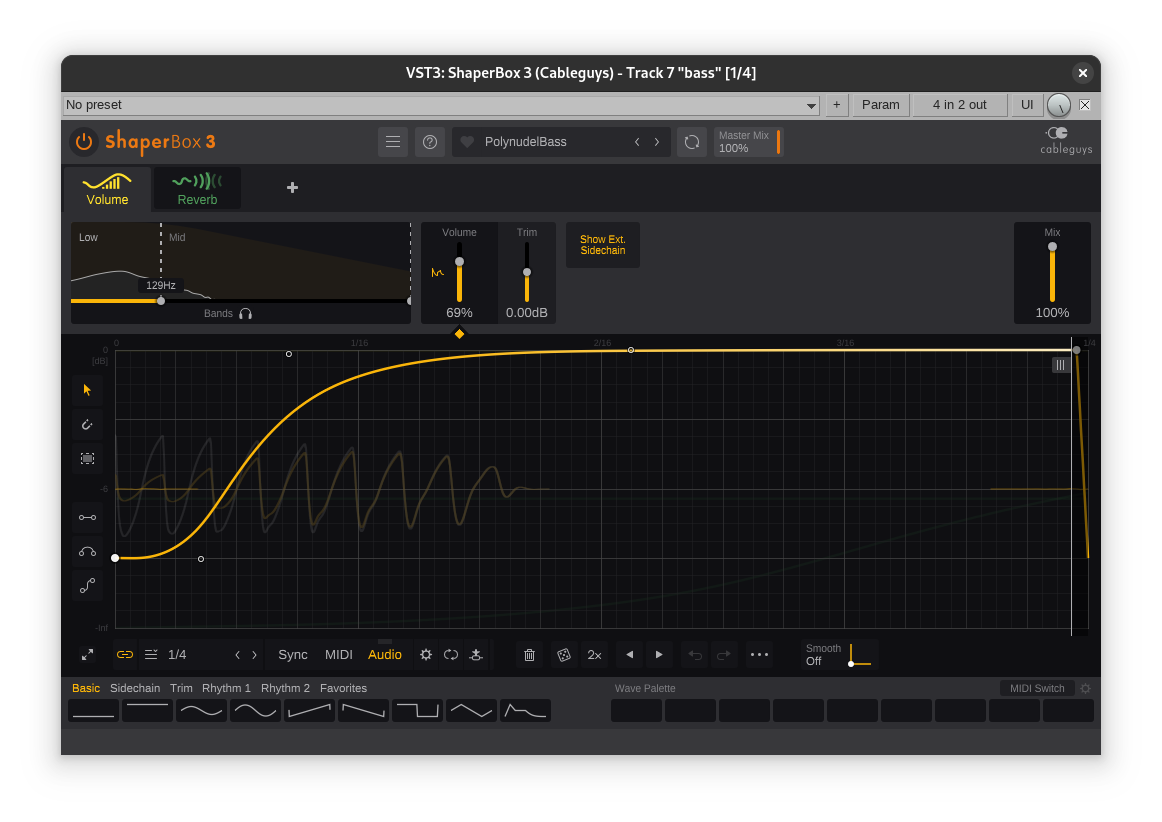 VST3: ShaperBox 3 (Cableguys) - Track 7 "bass" [1/4]
No preset
+ Param 4 in 2 out UI
ShaperBox 3
PolynudelBass
Master Mix
100%
cableguys
Volume
Reverb
Low
Mid
129Hz
Bands
Volume
69%
Trim
0.00dB
Show Ext.
Sidechain
Mix
100%
0 1/16 2/16 3/16 1/4
0
[dB]
-6
-Inf
1/4
Sync MIDI Audio
2x
Smooth
Off
Basic Sidechain Trim Rhythm 1 Rhythm 2 Favorites
Wave Palette
MIDI Switch